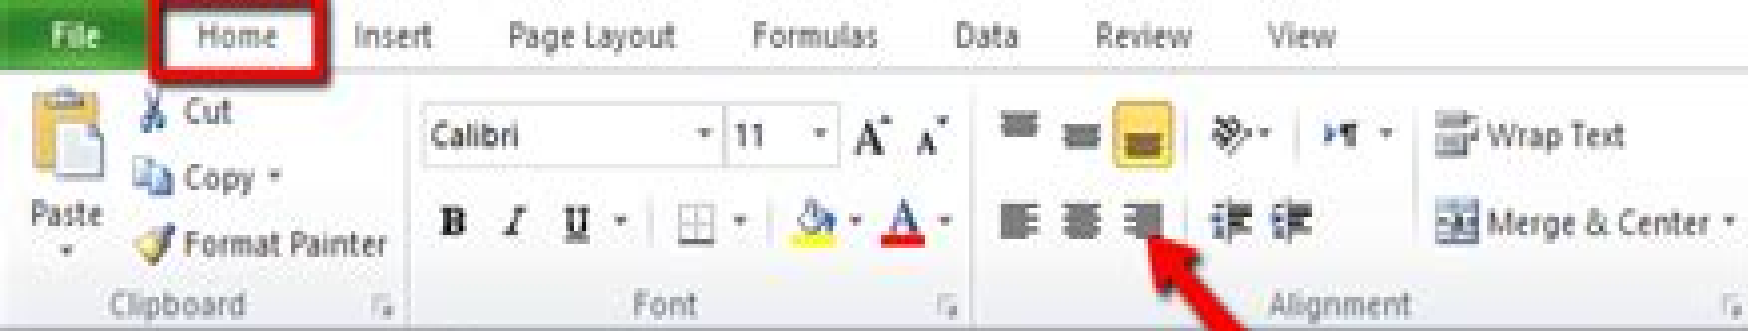 File Home Insert Page Layout Formulas Data Review View
Cut
Calibri 11 A A Wrap Text
Copy
Paste B I U A Merge & Center
Format Painter
Clipboard Font Alignment